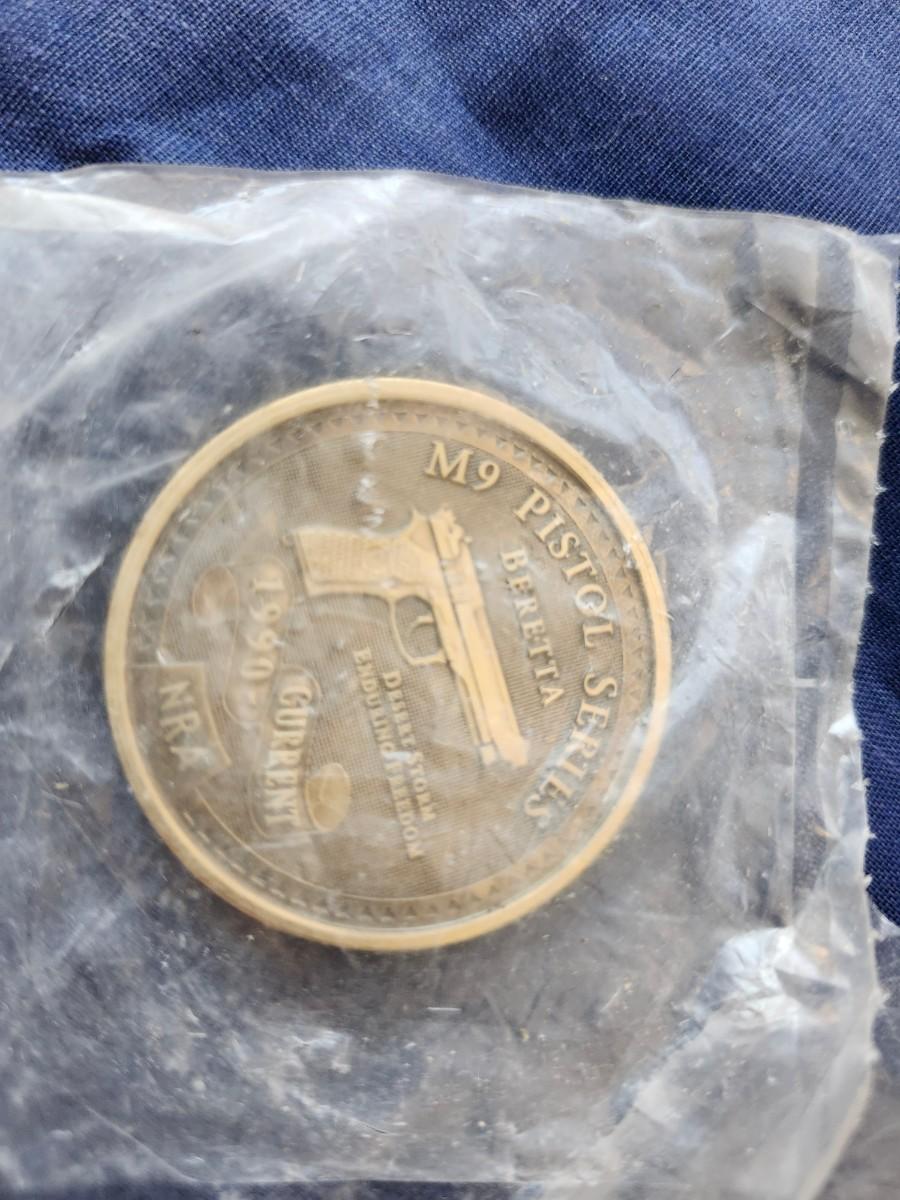 M9 PISTOL SERIES
BERETTA
DESERT STORM
ENDURING FREEDOM
1990-
CURRENT
NRA